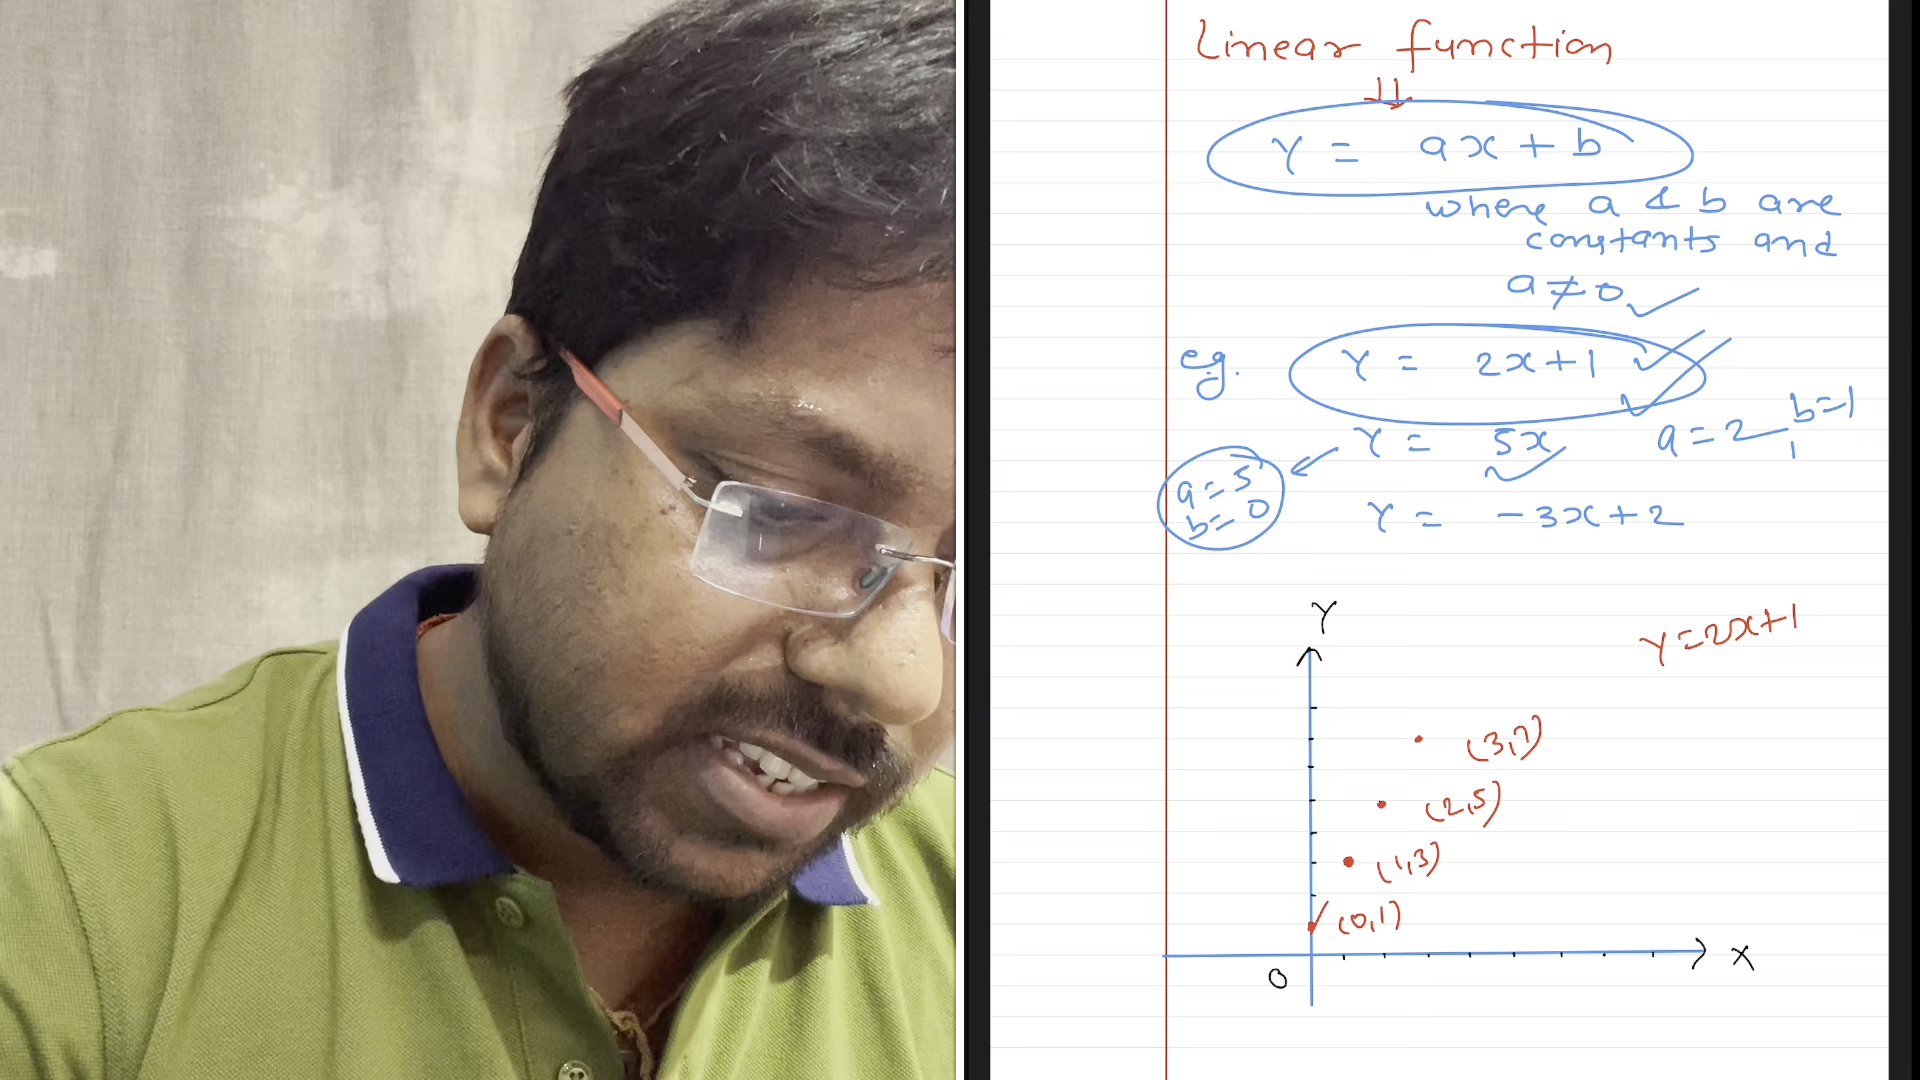 Linear function
Y = ax + b
where a & b are
constants and
a ≠ 0
eg. Y = 2x+1
a = 2 b = 1
Y = 5x
a = 5
b = 0
Y = -3x + 2
Y
Y = 2x+1
(3,7)
(2,5)
(1,3)
(0,1)
X
0